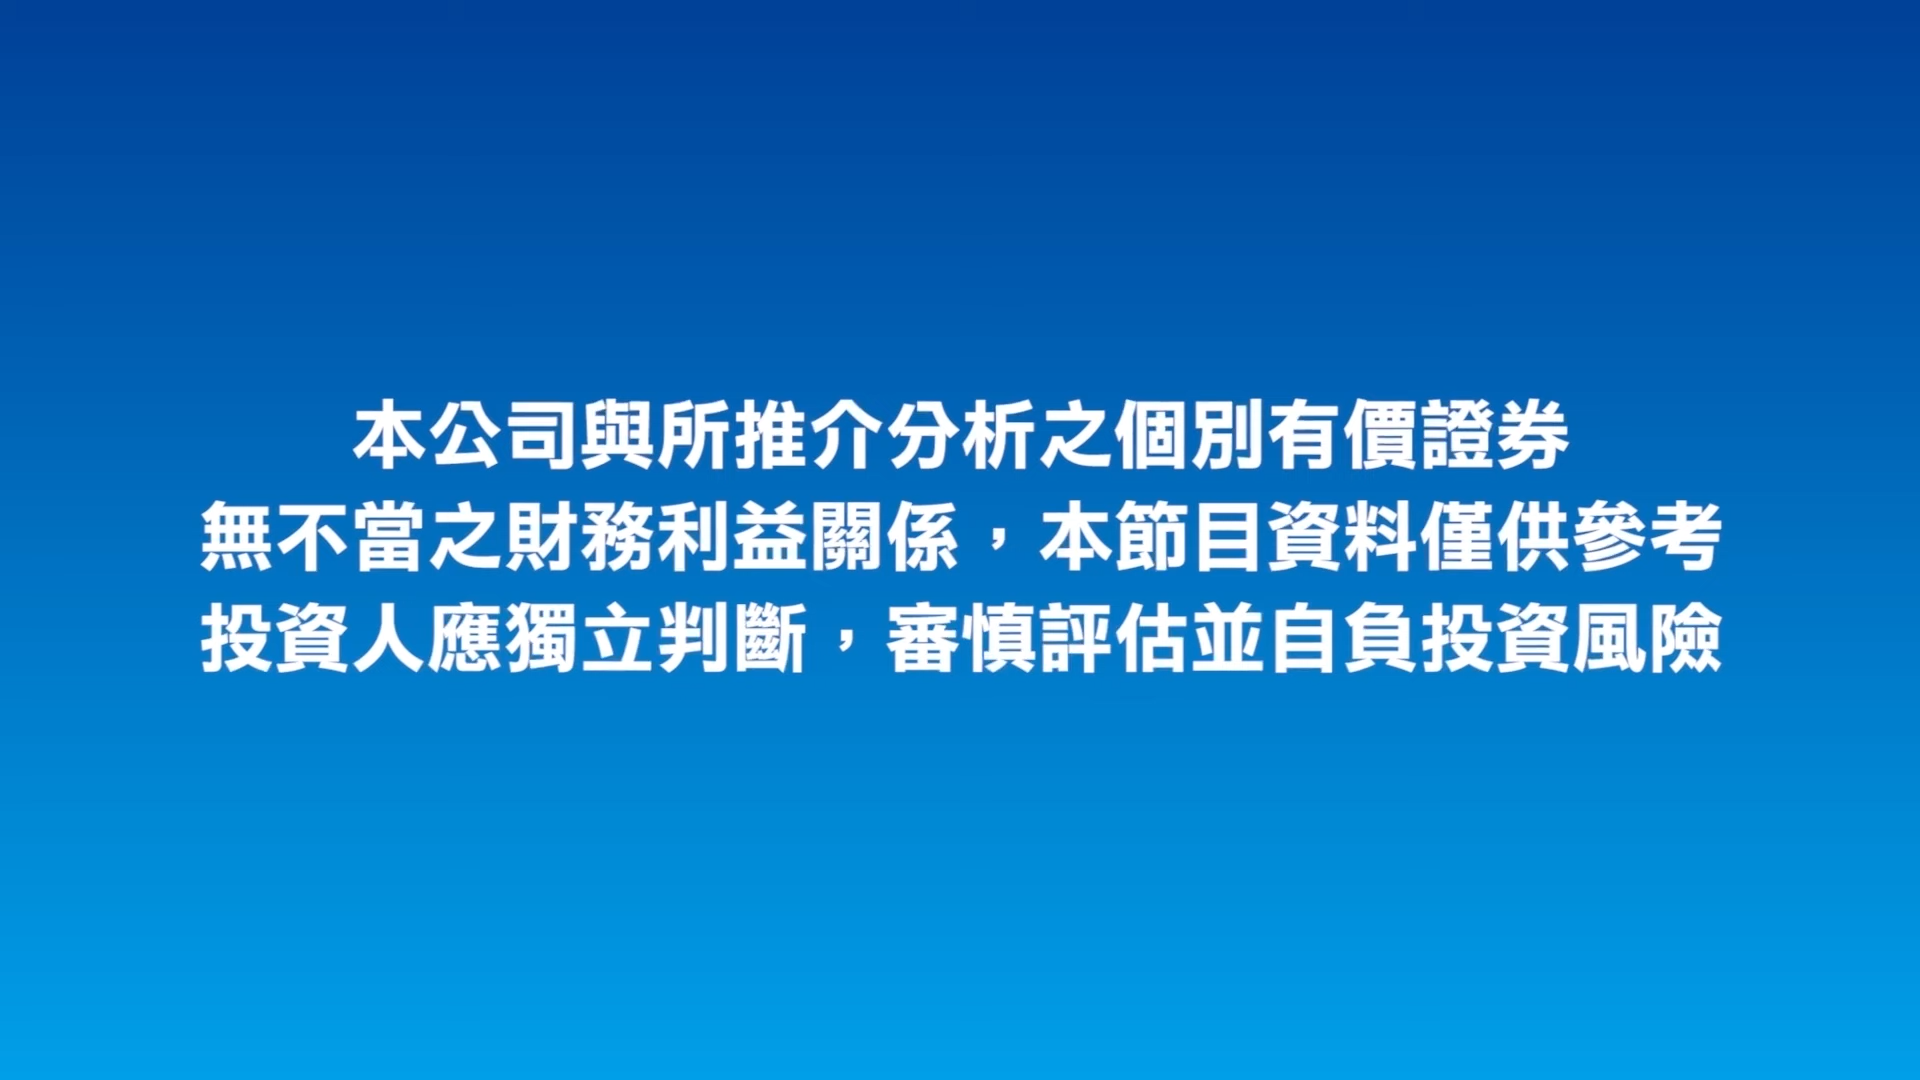 本公司與所推介分析之個別有價證券
無不當之財務利益關係，本節目資料僅供參考
投資人應獨立判斷，審慎評估並自負投資風險